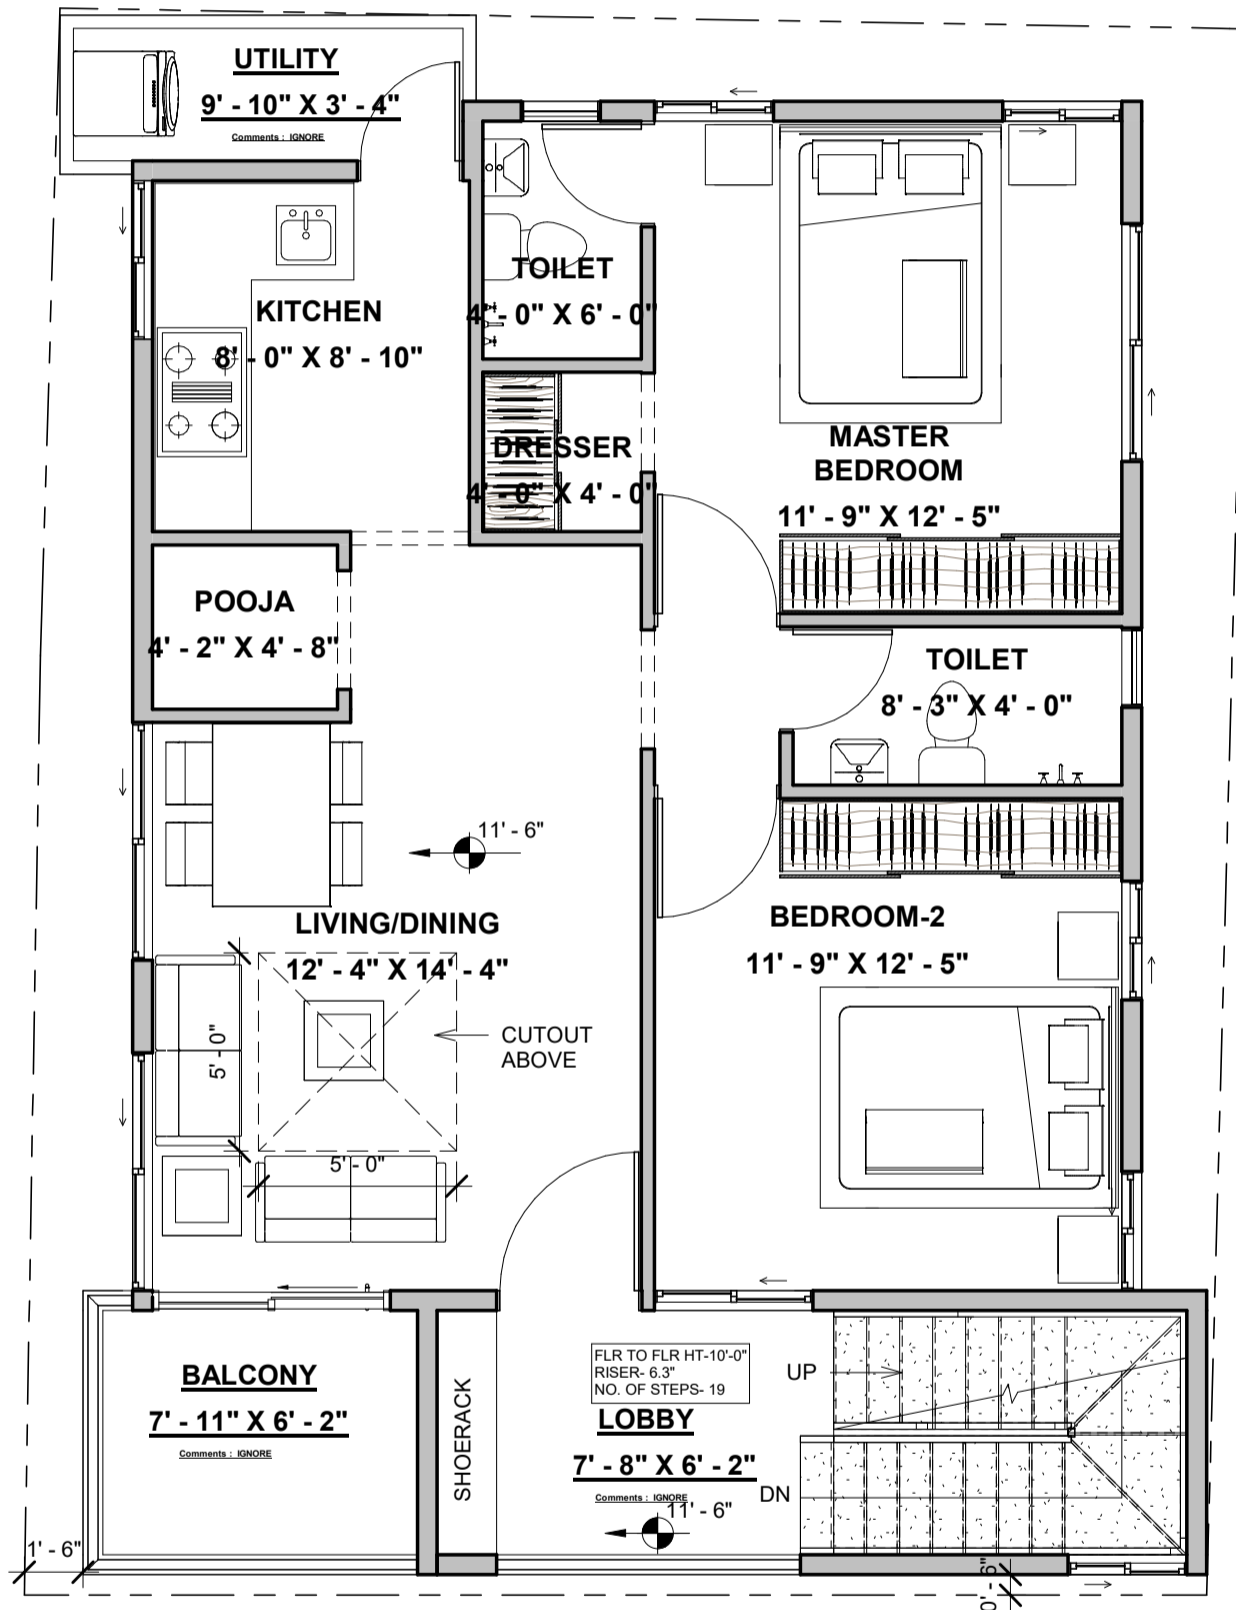 UTILITY
9' - 10" X 3' - 4"
Comments : IGNORE
TOILET
4' - 0" X 6' - 0"
KITCHEN
8' - 0" X 8' - 10"
MASTER
BEDROOM
11' - 9" X 12' - 5"
DRESSER
4' - 0" X 4' - 0"
POOJA
4' - 2" X 4' - 8"
TOILET
8' - 3" X 4' - 0"
11' - 6"
LIVING/DINING
12' - 4" X 14' - 4"
BEDROOM-2
11' - 9" X 12' - 5"
CUTOUT
ABOVE
5' - 0"
5' - 0"
FLR TO FLR HT-10'-0"
RISER- 6.3"
NO. OF STEPS- 19
UP
BALCONY
7' - 11" X 6' - 2"
Comments : IGNORE
SHOERACK
LOBBY
7' - 8" X 6' - 2"
Comments : IGNORE
DN
11' - 6"
1' - 6"
0' - 6"